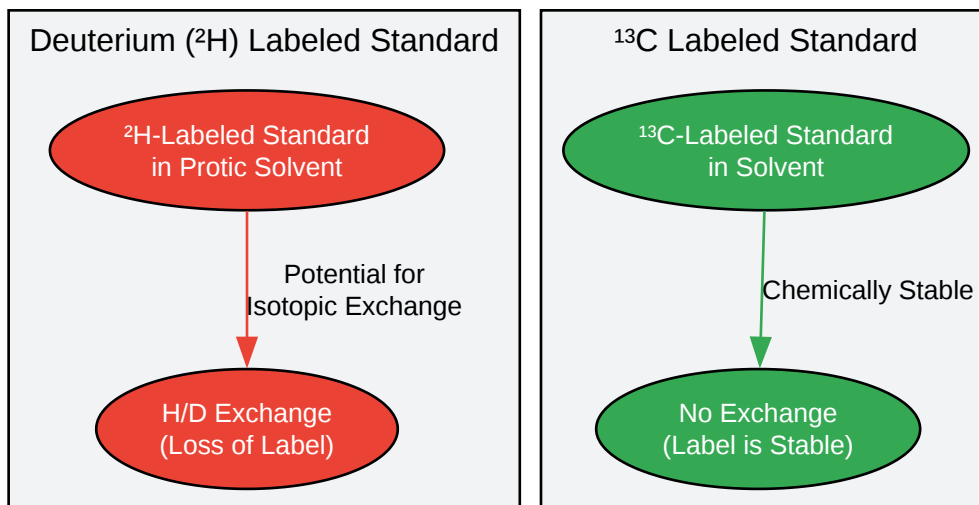 Deuterium (²H) Labeled Standard
²H-Labeled Standard
in Protic Solvent
Potential for
Isotopic Exchange
H/D Exchange
(Loss of Label)
¹³C Labeled Standard
¹³C-Labeled Standard
in Solvent
Chemically Stable
No Exchange
(Label is Stable)